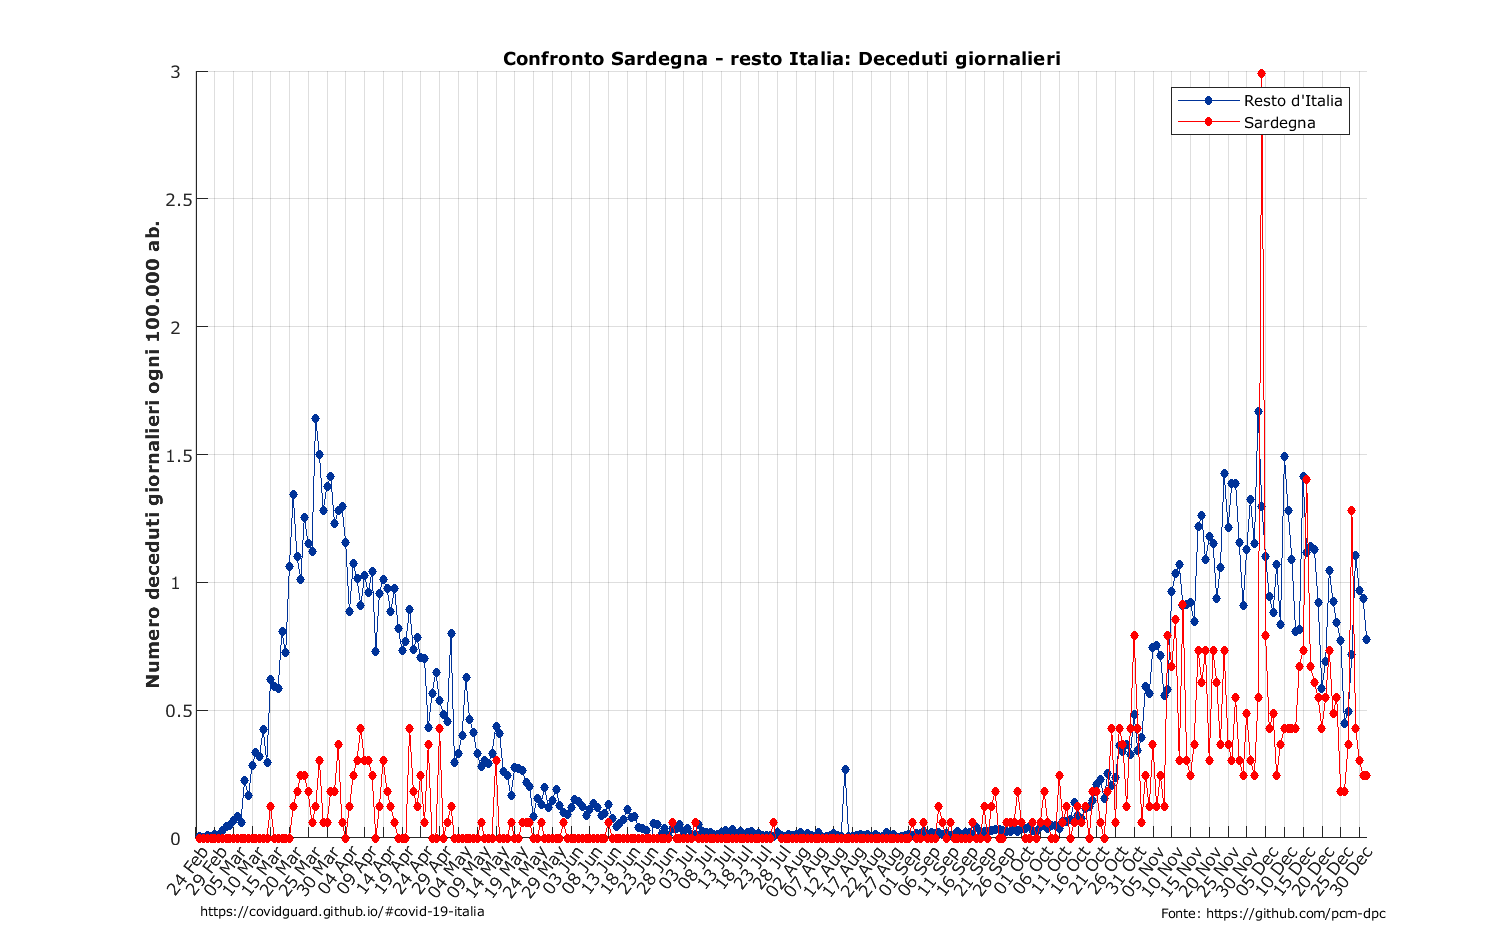 Confronto Sardegna - resto Italia: Deceduti giornalieri
Numero deceduti giornalieri ogni 100.000 ab.
3
2.5
2
1.5
1
0.5
0
Resto d'Italia
Sardegna
24 Feb
29 Feb
05 Mar
10 Mar
15 Mar
20 Mar
25 Mar
30 Mar
04 Apr
09 Apr
14 Apr
19 Apr
24 Apr
29 Apr
04 May
09 May
14 May
19 May
24 May
29 May
03 Jun
08 Jun
13 Jun
18 Jun
23 Jun
28 Jun
03 Jul
08 Jul
13 Jul
18 Jul
23 Jul
28 Jul
02 Aug
07 Aug
12 Aug
17 Aug
22 Aug
27 Aug
01 Sep
06 Sep
11 Sep
16 Sep
21 Sep
26 Sep
01 Oct
06 Oct
11 Oct
16 Oct
21 Oct
26 Oct
31 Oct
05 Nov
10 Nov
15 Nov
20 Nov
25 Nov
30 Nov
05 Dec
10 Dec
15 Dec
20 Dec
25 Dec
30 Dec
https://covidguard.github.io/#covid-19-italia
Fonte: https://github.com/pcm-dpc